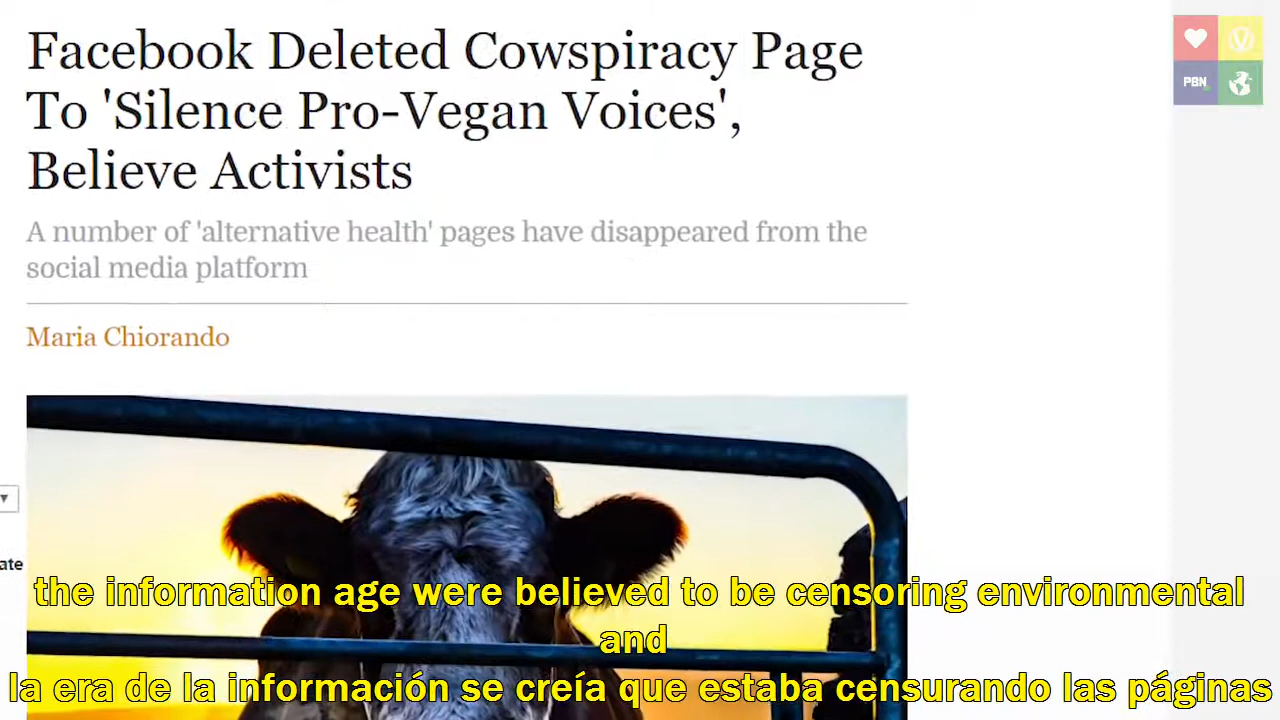 Facebook Deleted Cowspiracy Page
To 'Silence Pro-Vegan Voices',
Believe Activists
A number of 'alternative health' pages have disappeared from the
social media platform
Maria Chiorando
PBN
ate
the information age were believed to be censoring environmental
and
la era de la información se creía que estaba censurando las páginas